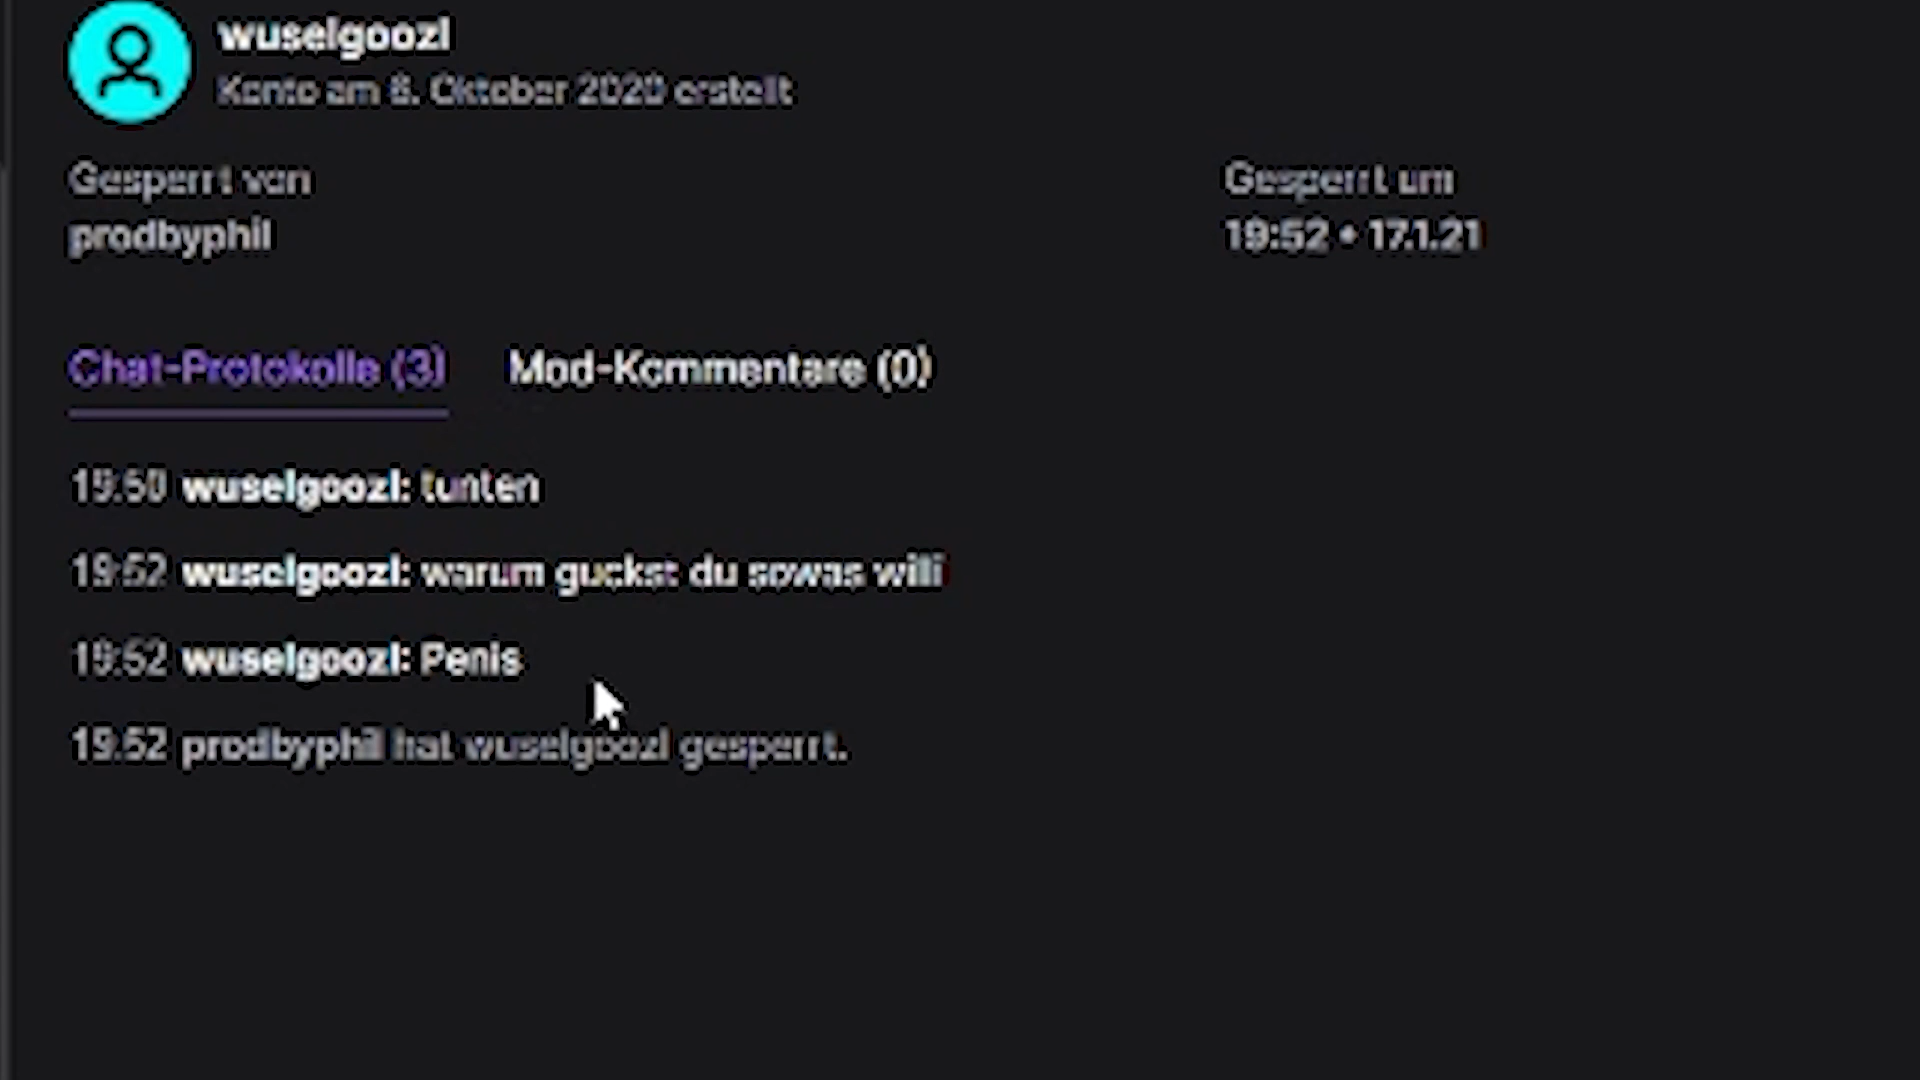 wuselgoozl
Konto am 6. Oktober 2020 erstellt
Gesperrt von
prodbyphil
Gesperrt um
19:52 • 17.1.21
Chat-Protokolle (3)
Mod-Kommentare (0)
19:50 wuselgoozl: tunten
19:52 wuselgoozl: warum guckst du sowas willi
19:52 wuselgoozl: Penis
19:52 prodbyphil hat wuselgoozl gesperrt.